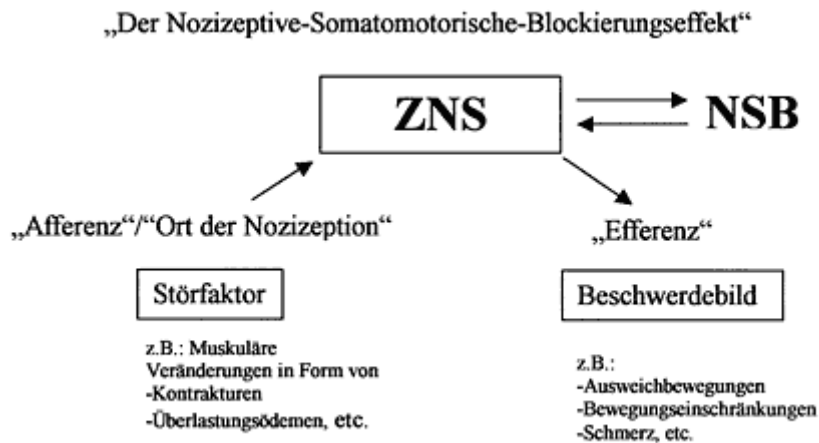 „Der Nozizeptive-Somatomotorische-Blockierungseffekt“
ZNS
NSB
„Afferenz“/“Ort der Nozizeption“
„Efferenz“
Störfaktor
Beschwerdebild
z.B.: Muskuläre
Veränderungen in Form von
-Kontrakturen
-Überlastungsödemen, etc.
z.B.:
-Ausweichbewegungen
-Bewegungseinschränkungen
-Schmerz, etc.